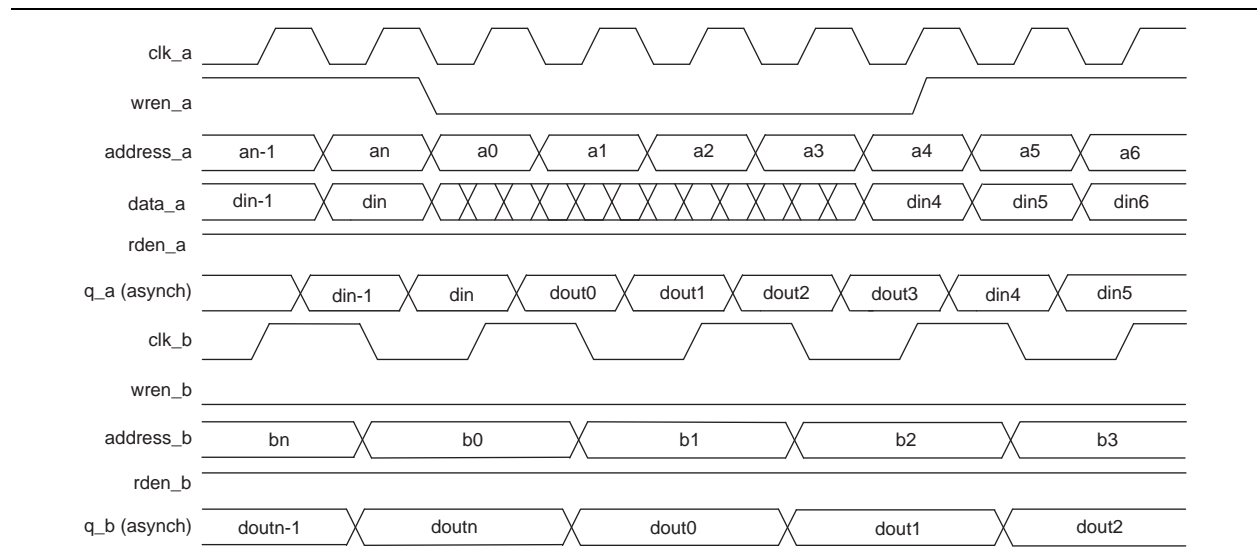 clk_a
wren_a
address_a an-1 an a0 a1 a2 a3 a4 a5 a6
data_a din-1 din din4 din5 din6
rden_a
q_a (asynch) din-1 din dout0 dout1 dout2 dout3 din4 din5
clk_b
wren_b
address_b bn b0 b1 b2 b3
rden_b
q_b (asynch) doutn-1 doutn dout0 dout1 dout2